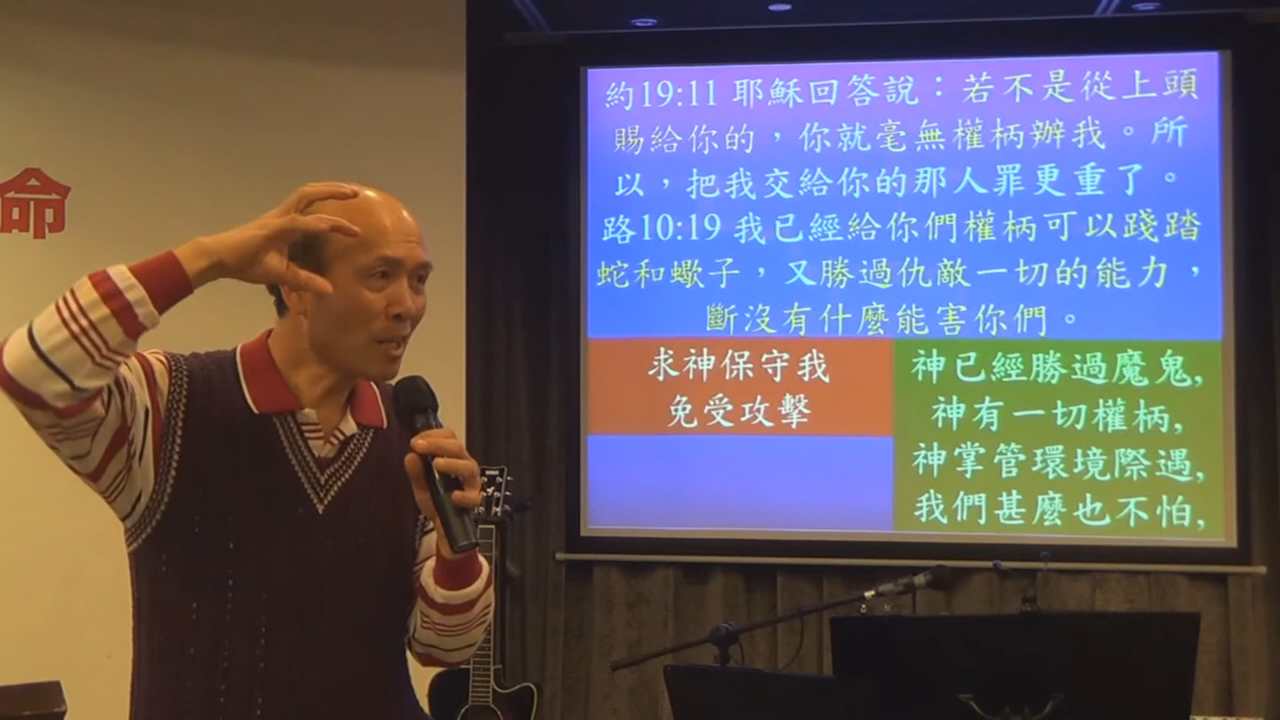 命
約19:11 耶穌回答說：若不是從上頭
賜給你的，你就毫無權柄辦我。所
以，把我交給你的那人罪更重了。
路10:19 我已經給你們權柄可以踐踏
蛇和蠍子，又勝過仇敵一切的能力，
斷沒有什麼能害你們。
求神保守我
免受攻擊
神已經勝過魔鬼,
神有一切權柄,
神掌管環境際遇,
我們甚麼也不怕,